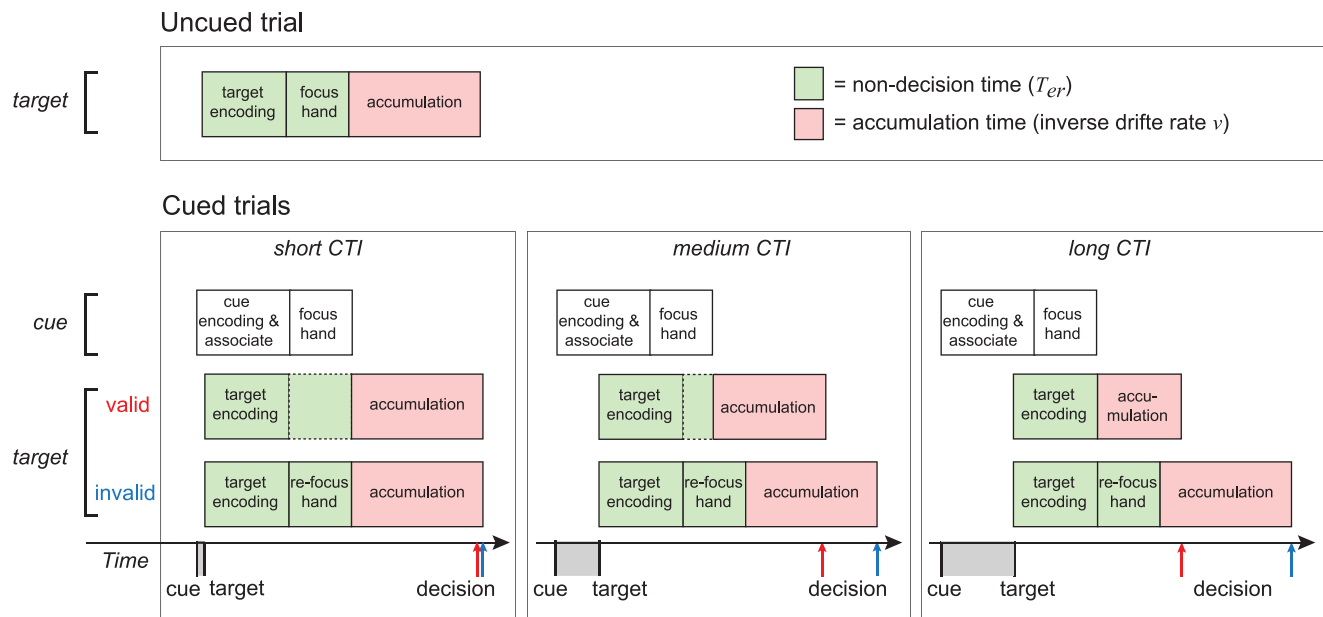 Uncued trial
target
target
encoding
focus
hand
accumulation
= non-decision time (Ter)
= accumulation time (inverse drifte rate v)
Cued trials
short CTI
medium CTI
long CTI
cue
cue
encoding &
associate
focus
hand
cue
encoding &
associate
focus
hand
cue
encoding &
associate
focus
hand
target
valid
target
encoding
accumulation
target
encoding
accumulation
target
encoding
accu-
mulation
invalid
target
encoding
re-focus
hand
accumulation
target
encoding
re-focus
hand
accumulation
target
encoding
re-focus
hand
accumulation
Time
cue
target
decision
cue
target
decision
cue
target
decision